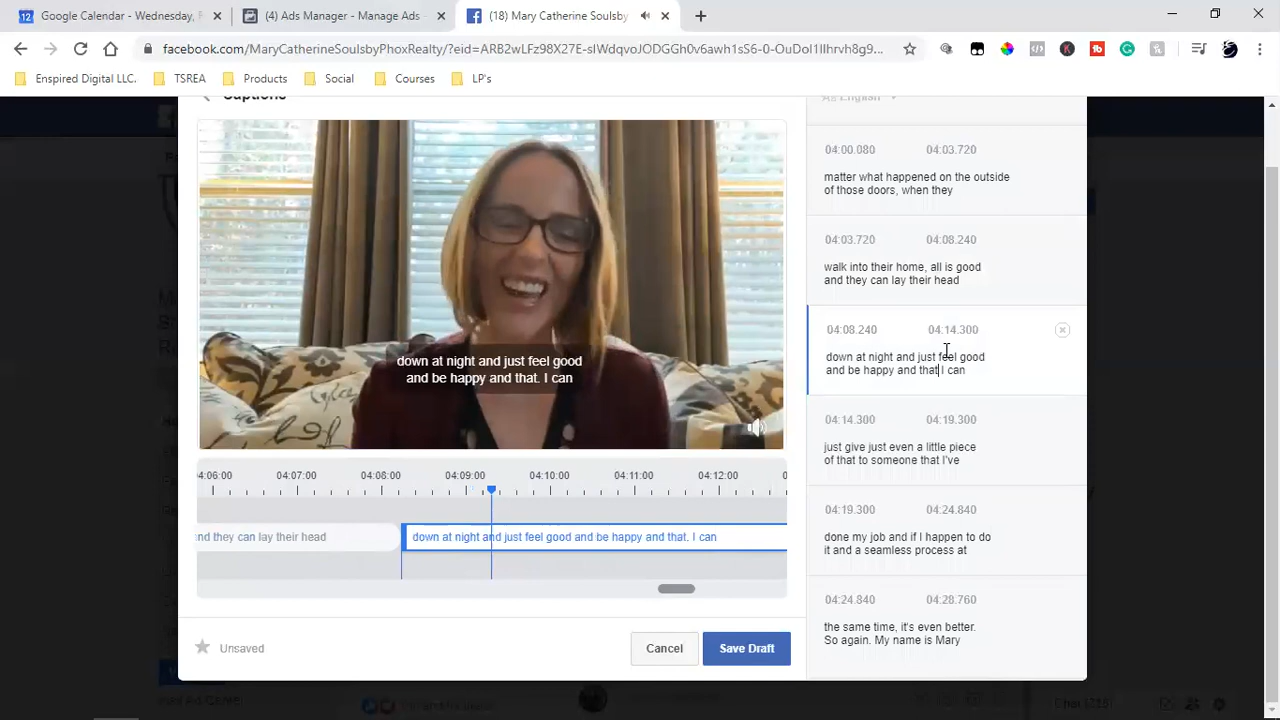 Google Calendar - Wednesday, F
(4) Ads Manager - Manage Ads -
(18) Mary Catherine Soulsby
facebook.com/MaryCatherineSoulsbyPhnxRealty/?eid=ARB2wLFz98X27E-slWdqvoJODGGh0v6awh1sS6-0-OuDol1IIhrvh8g9...
Enspired Digital LLC.
TSREA
Products
Social
Courses
LP's
Captions
English
04:00.080 04:03.720
matter what happened on the outside
of those doors, when they
04:03.720 04:08.240
walk into their home, all is good
and they can lay their head
04:08.240 04:14.300
down at night and just feel good
and be happy and that I can
04:14.300 04:19.300
just give just even a little piece
of that to someone that I've
04:19.300 04:24.840
done my job and if I happen to do
it and a seamless process at
04:24.840 04:28.760
the same time, it's even better.
So again. My name is Mary
down at night and just feel good
and be happy and that. I can
04:06:00 04:07:00 04:08:00 04:09:00 04:10:00 04:11:00 04:12:00
nd they can lay their head
down at night and just feel good and be happy and that. I can
Unsaved
Cancel
Save Draft